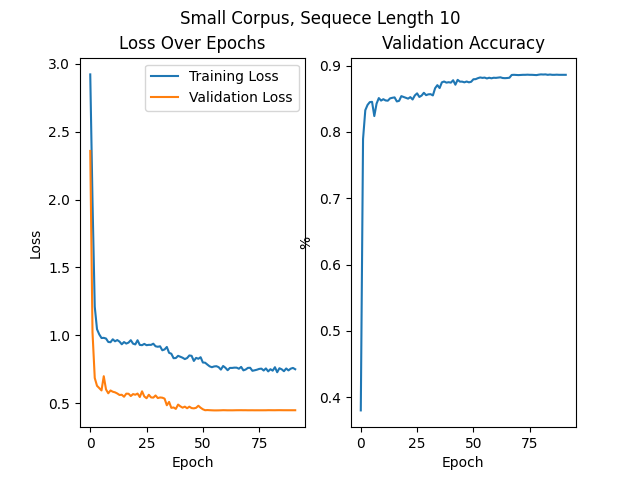 Small Corpus, Sequece Length 10
Loss Over Epochs
Validation Accuracy
Training Loss
Validation Loss
Loss
3.0
2.5
2.0
1.5
1.0
0.5
0
25
50
75
Epoch
%
0.9
0.8
0.7
0.6
0.5
0.4
0
25
50
75
Epoch